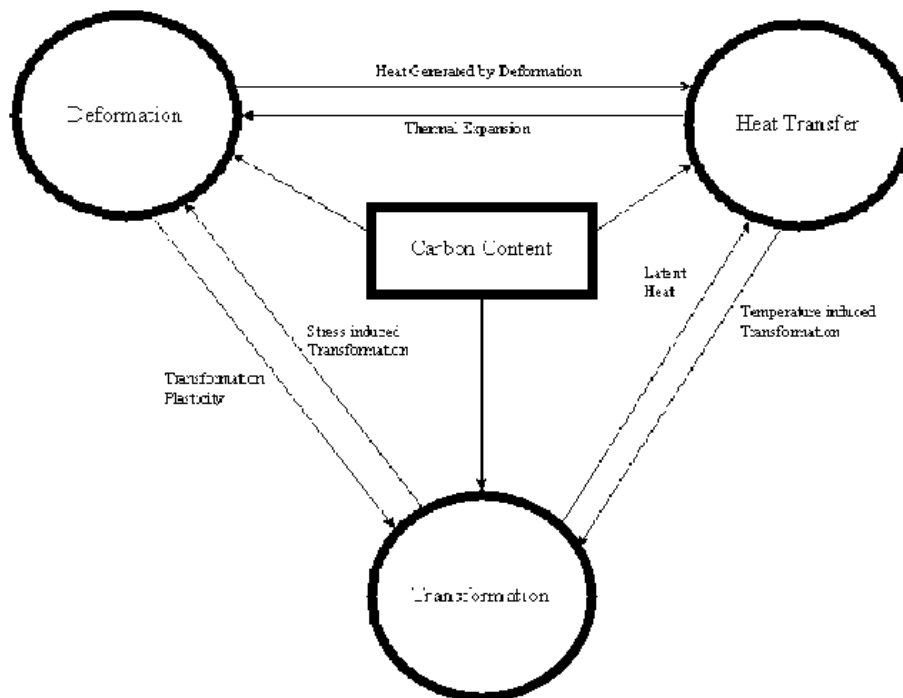 Heat Generated by Deformation
Deformation
Thermal Expansion
Heat Transfer
Carbon Content
Latent
Heat
Temperature induced
Transformation
Stress induced
Transformation
Transformation
Plasticity
Transformation